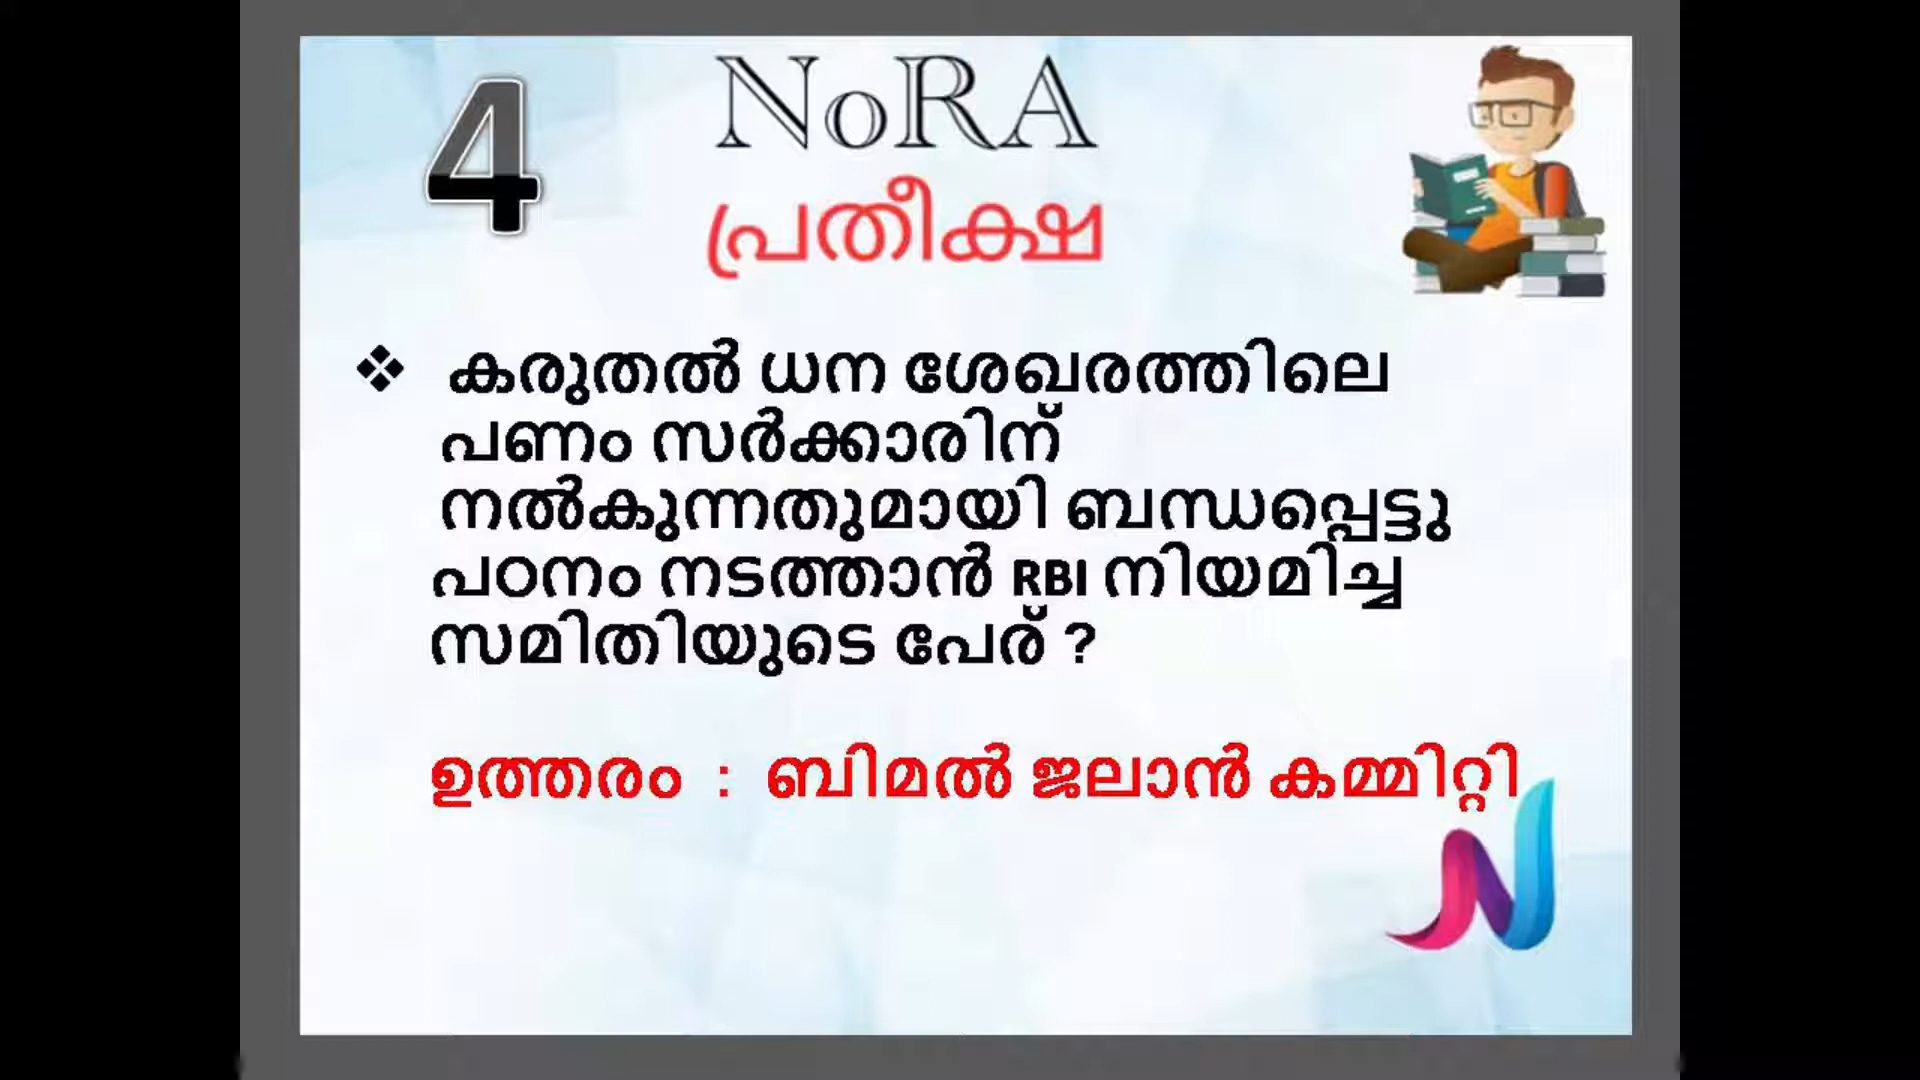 4
NoRA
പ്രതീക്ഷ
❖ കരുതൽ ധന ശേഖരത്തിലെ
പണം സർക്കാരിന്
നൽകുന്നതുമായി ബന്ധപ്പെട്ടു
പഠനം നടത്താൻ RBI നിയമിച്ച
സമിതിയുടെ പേര് ?
ഉത്തരം : ബിമൽ ജലാൻ കമ്മിറ്റി